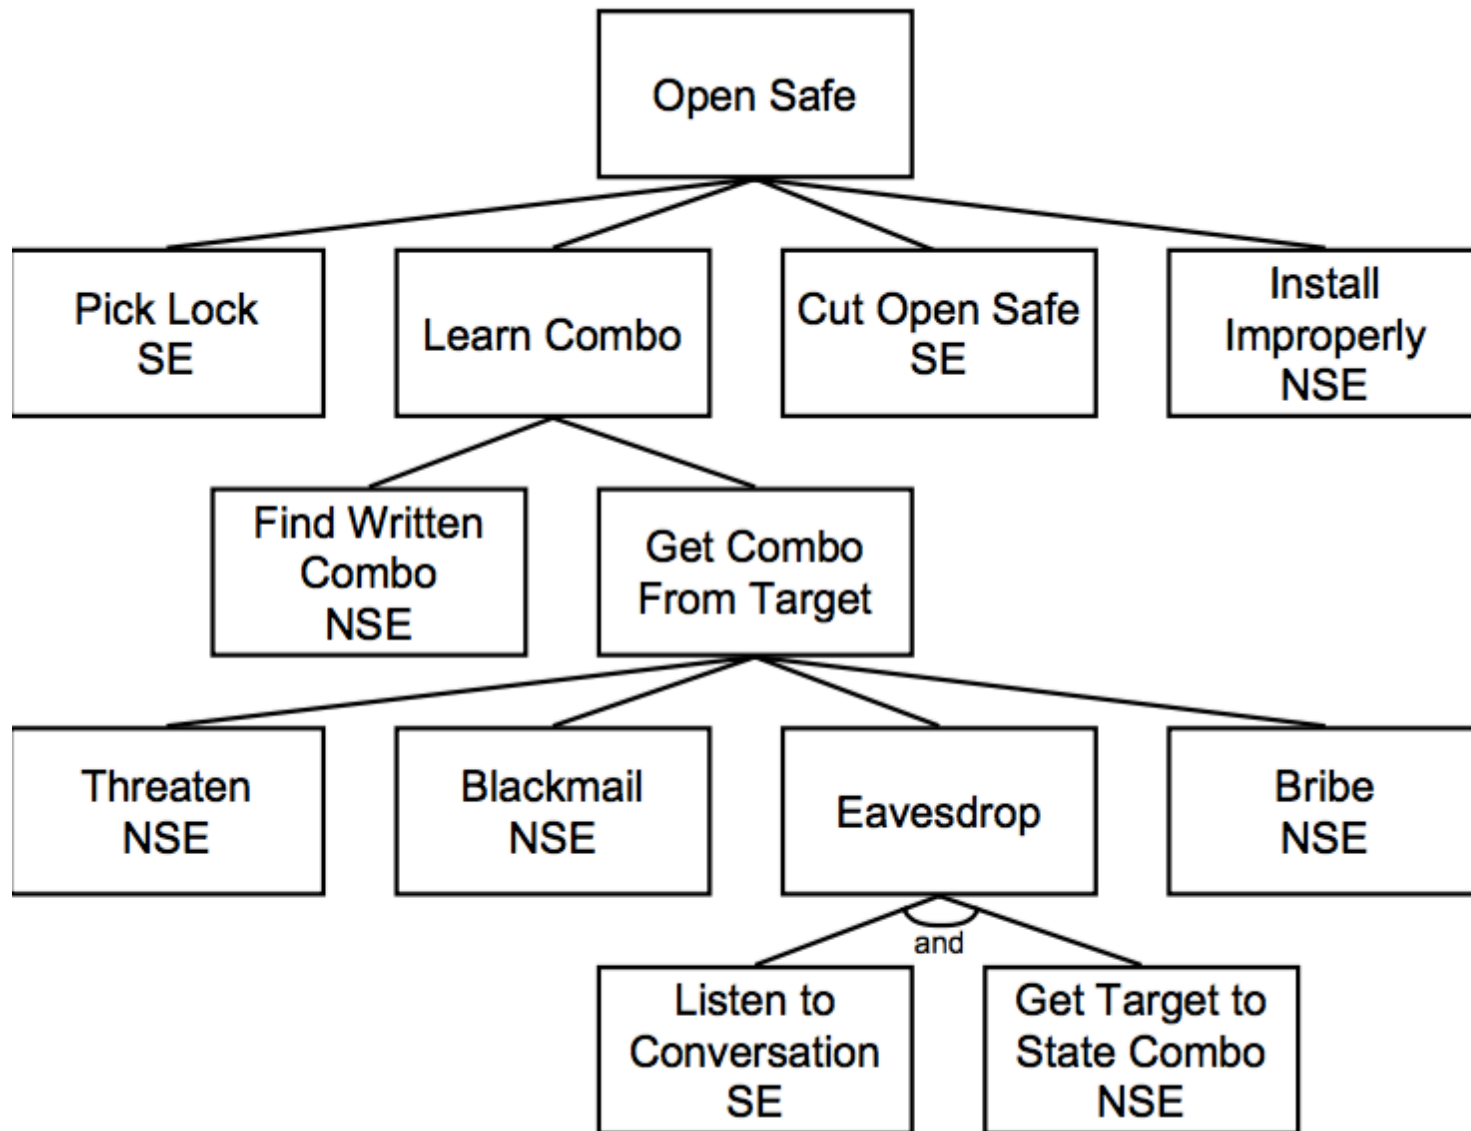 Open Safe
Pick Lock
SE
Learn Combo
Cut Open Safe
SE
Install
Improperly
NSE
Find Written
Combo
NSE
Get Combo
From Target
Threaten
NSE
Blackmail
NSE
Eavesdrop
Bribe
NSE
and
Listen to
Conversation
SE
Get Target to
State Combo
NSE